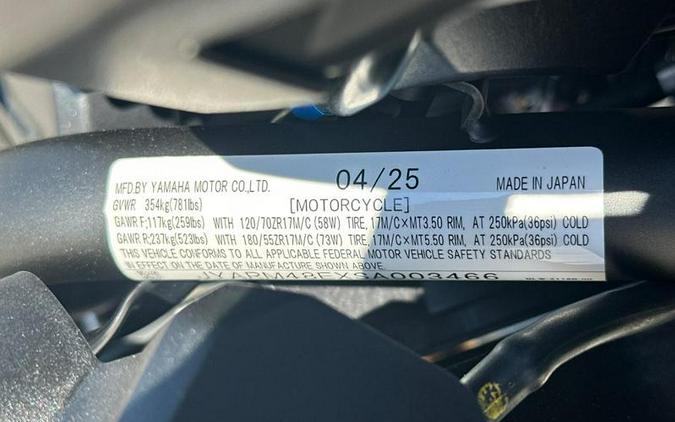 MFD.BY YAMAHA MOTOR CO.,LTD. 04/25 MADE IN JAPAN
GVWR 354kg(781lbs) [MOTORCYCLE]
GAWR F:117kg(259lbs) WITH 120/70ZR17M/C (58W) TIRE, 17M/C×MT3.50 RIM, AT 250kPa(36psi) COLD
GAWR R:237kg(523lbs) WITH 180/55ZR17M/C (73W) TIRE, 17M/C×MT5.50 RIM, AT 250kPa(36psi) COLD
THIS VEHICLE CONFORMS TO ALL APPLICABLE FEDERAL MOTOR VEHICLE SAFETY STANDARDS
IN EFFECT ON THE DATE OF MANUFACTURE SHOWN ABOVE.